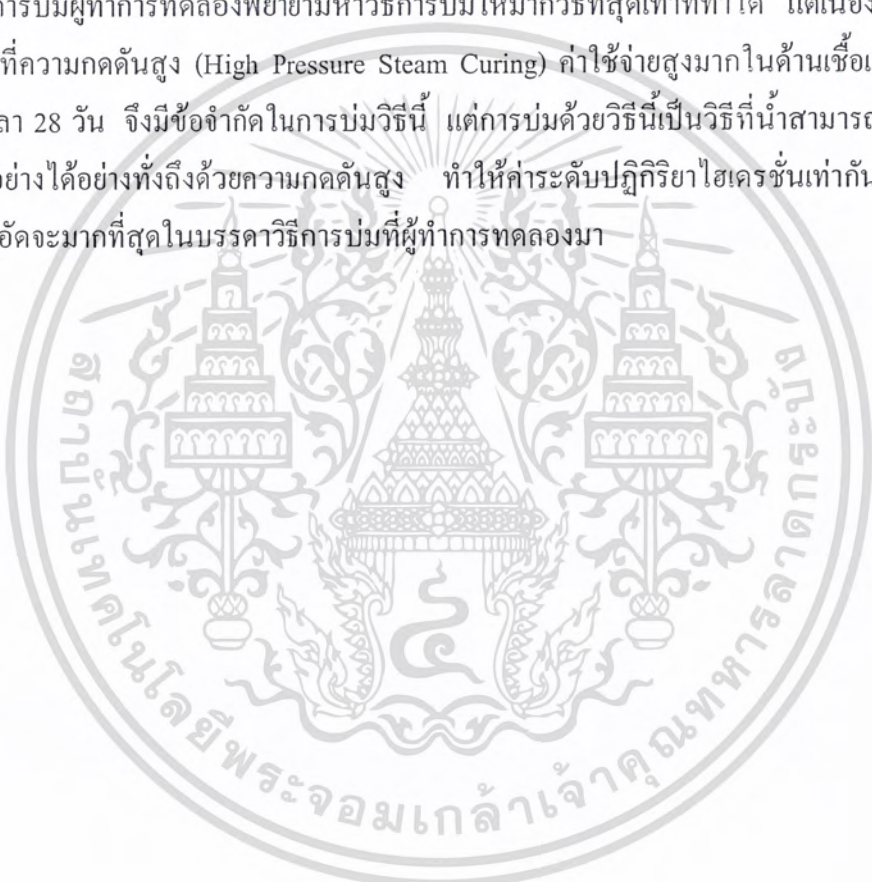 การบ่มผู้ทำการทดลองพยายามหาวิธีการบ่มให้มากวิธีที่สุดเท่าที่ทำได้ แต่เนื่อง
ที่ความกดดันสูง (High Pressure Steam Curing) ค่าใช้จ่ายสูงมากในด้านเชื้อเ
ลา 28 วัน จึงมีข้อจำกัดในการบ่มวิธีนี้ แต่การบ่มด้วยวิธีนี้เป็นวิธีที่น้ำสามารถ
อย่างได้อย่างทั่งถึงด้วยความกดดันสูง ทำให้ค่าระดับปฏิกิริยาไฮเดรชั่นเท่ากัน
อัดจะมากที่สุดในบรรดาวิธีการบ่มที่ผู้ทำการทดลองมา
สถาบันเทคโนโลยีพระจอมเกล้าเจ้าคุณทหารลาดกระบัง